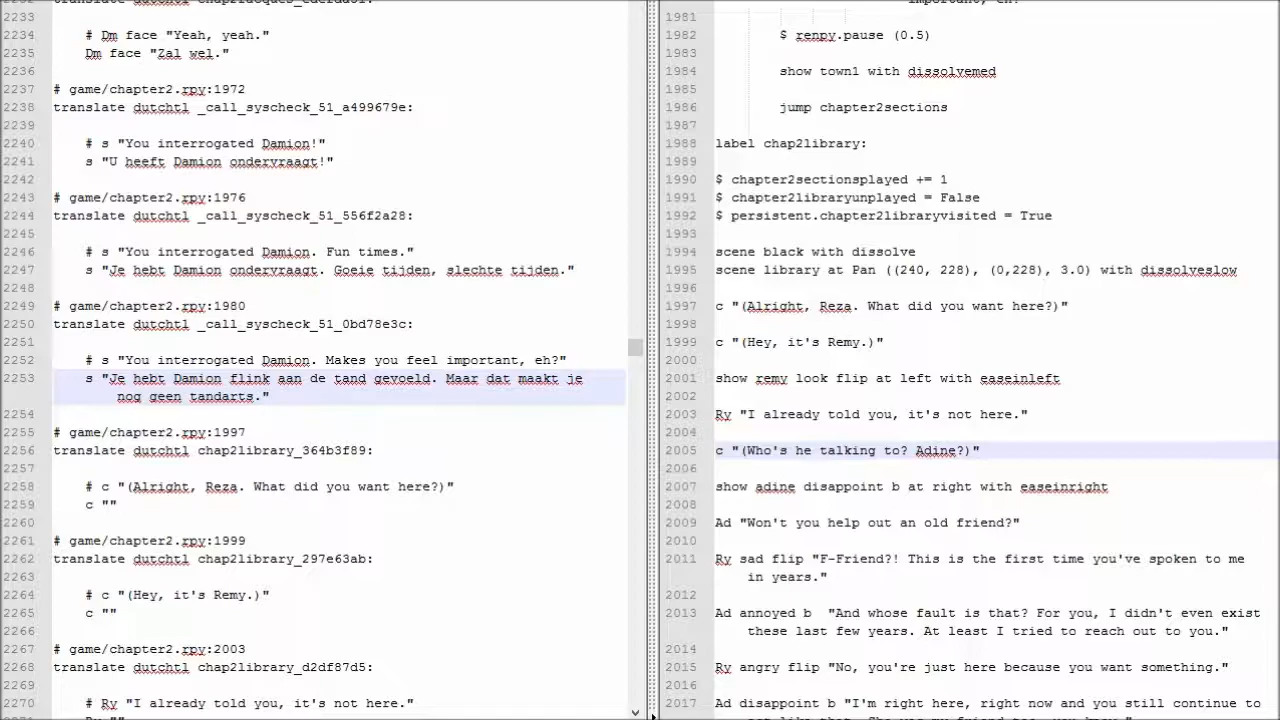 2233
2234 # Dm face "Yeah, yeah."
2235 Dm face "Zal wel."
2236
2237 # game/chapter2.rpy:1972
2238 translate dutchtl _call_syscheck_51_a499679e:
2239
2240 # s "You interrogated Damion!"
2241 s "U heeft Damion ondervraagt!"
2242
2243 # game/chapter2.rpy:1976
2244 translate dutchtl _call_syscheck_51_556f2a28:
2245
2246 # s "You interrogated Damion. Fun times."
2247 s "Je hebt Damion ondervraagt. Goeie tijden, slechte tijden."
2248
2249 # game/chapter2.rpy:1980
2250 translate dutchtl _call_syscheck_51_0bd78e3c:
2251
2252 # s "You interrogated Damion. Makes you feel important, eh?"
2253 s "Je hebt Damion flink aan de tand gevoeld. Maar dat maakt je
nog geen tandarts."
2254
2255 # game/chapter2.rpy:1997
2256 translate dutchtl chap2library_364b3f89:
2257
2258 # c "(Alright, Reza. What did you want here?)"
2259 c ""
2260
2261 # game/chapter2.rpy:1999
2262 translate dutchtl chap2library_297e63ab:
2263
2264 # c "(Hey, it's Remy.)"
2265 c ""
2266
2267 # game/chapter2.rpy:2003
2268 translate dutchtl chap2library_d2df87d5:
2269
2270 # Ry "I already told you, it's not here."
1981
1982 $ renpy.pause (0.5)
1983
1984 show town1 with dissolvemed
1985
1986 jump chapter2sections
1987
1988 label chap2library:
1989
1990 $ chapter2sectionsplayed += 1
1991 $ chapter2libraryunplayed = False
1992 $ persistent.chapter2libraryvisited = True
1993
1994 scene black with dissolve
1995 scene library at Pan ((240, 228), (0,228), 3.0) with dissolveslow
1996
1997 c "(Alright, Reza. What did you want here?)"
1998
1999 c "(Hey, it's Remy.)"
2000
2001 show remy look flip at left with easeinleft
2002
2003 Ry "I already told you, it's not here."
2004
2005 c "(Who's he talking to? Adine?)"
2006
2007 show adine disappoint b at right with easeinright
2008
2009 Ad "Won't you help out an old friend?"
2010
2011 Ry sad flip "F-Friend?! This is the first time you've spoken to me
in years."
2012
2013 Ad annoyed b "And whose fault is that? For you, I didn't even exist
these last few years. At least I tried to reach out to you."
2014
2015 Ry angry flip "No, you're just here because you want something."
2016
2017 Ad disappoint b "I'm right here, right now and you still continue to